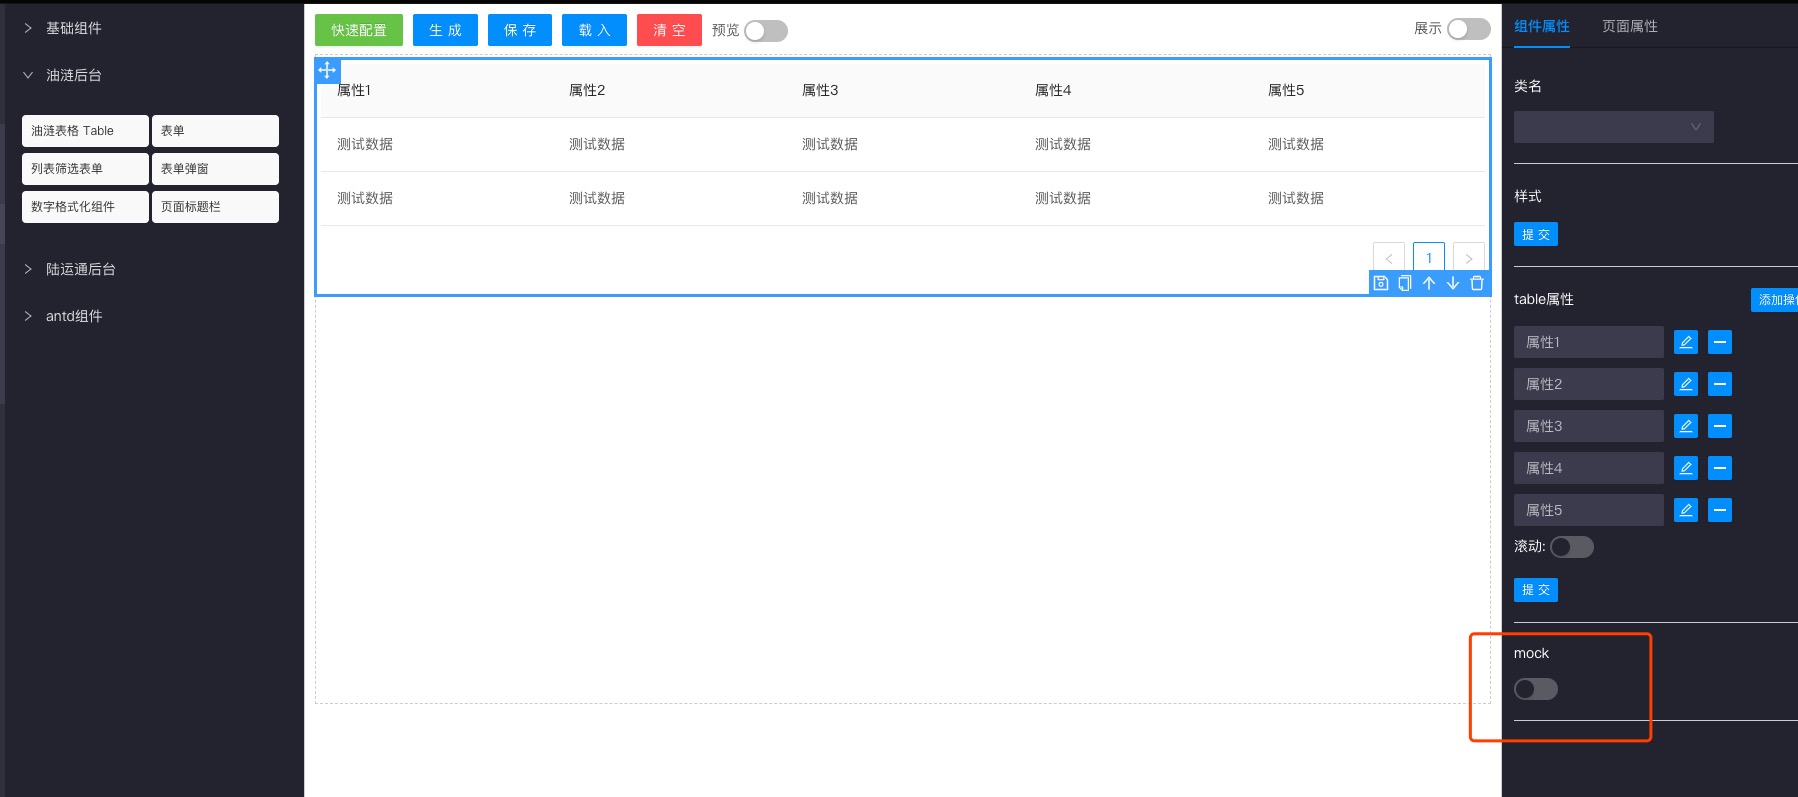 基础组件
油涟后台
油涟表格 Table
表单
列表筛选表单
表单弹窗
数字格式化组件
页面标题栏
陆运通后台
antd组件
快速配置
生 成
保 存
载 入
清 空
预览
展示
属性1 属性2 属性3 属性4 属性5
测试数据 测试数据 测试数据 测试数据 测试数据
测试数据 测试数据 测试数据 测试数据 测试数据
1
组件属性
页面属性
类名
样式
提 交
table属性
添加操
属性1
属性2
属性3
属性4
属性5
滚动:
提 交
mock